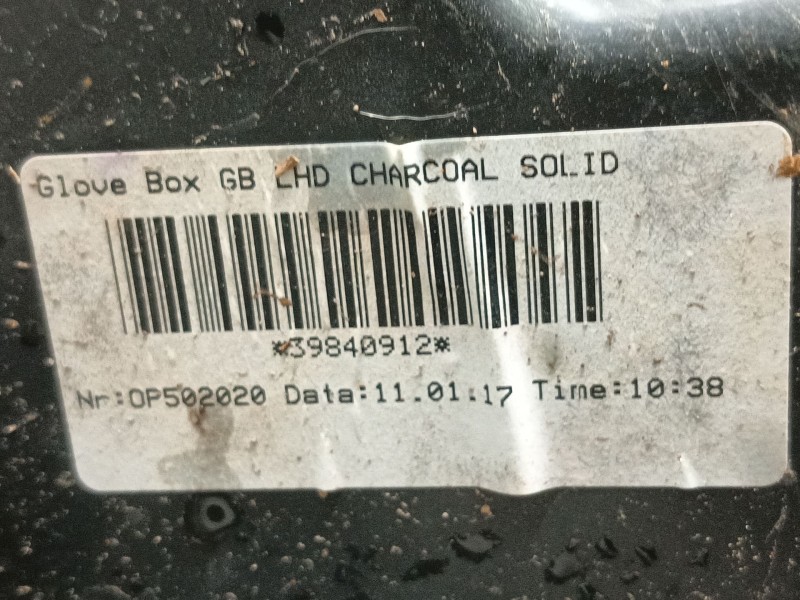 Glove Box GB LHD CHARCOAL SOLID
*39840912*
Nr:OP502020 Data:11.01:17 Time:10:38